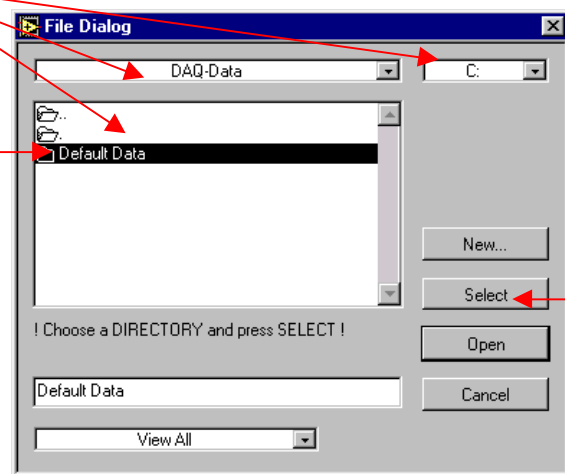 File Dialog
DAQ-Data
C:
..
.
Default Data
New...
Select
! Choose a DIRECTORY and press SELECT !
Open
Default Data
Cancel
View All